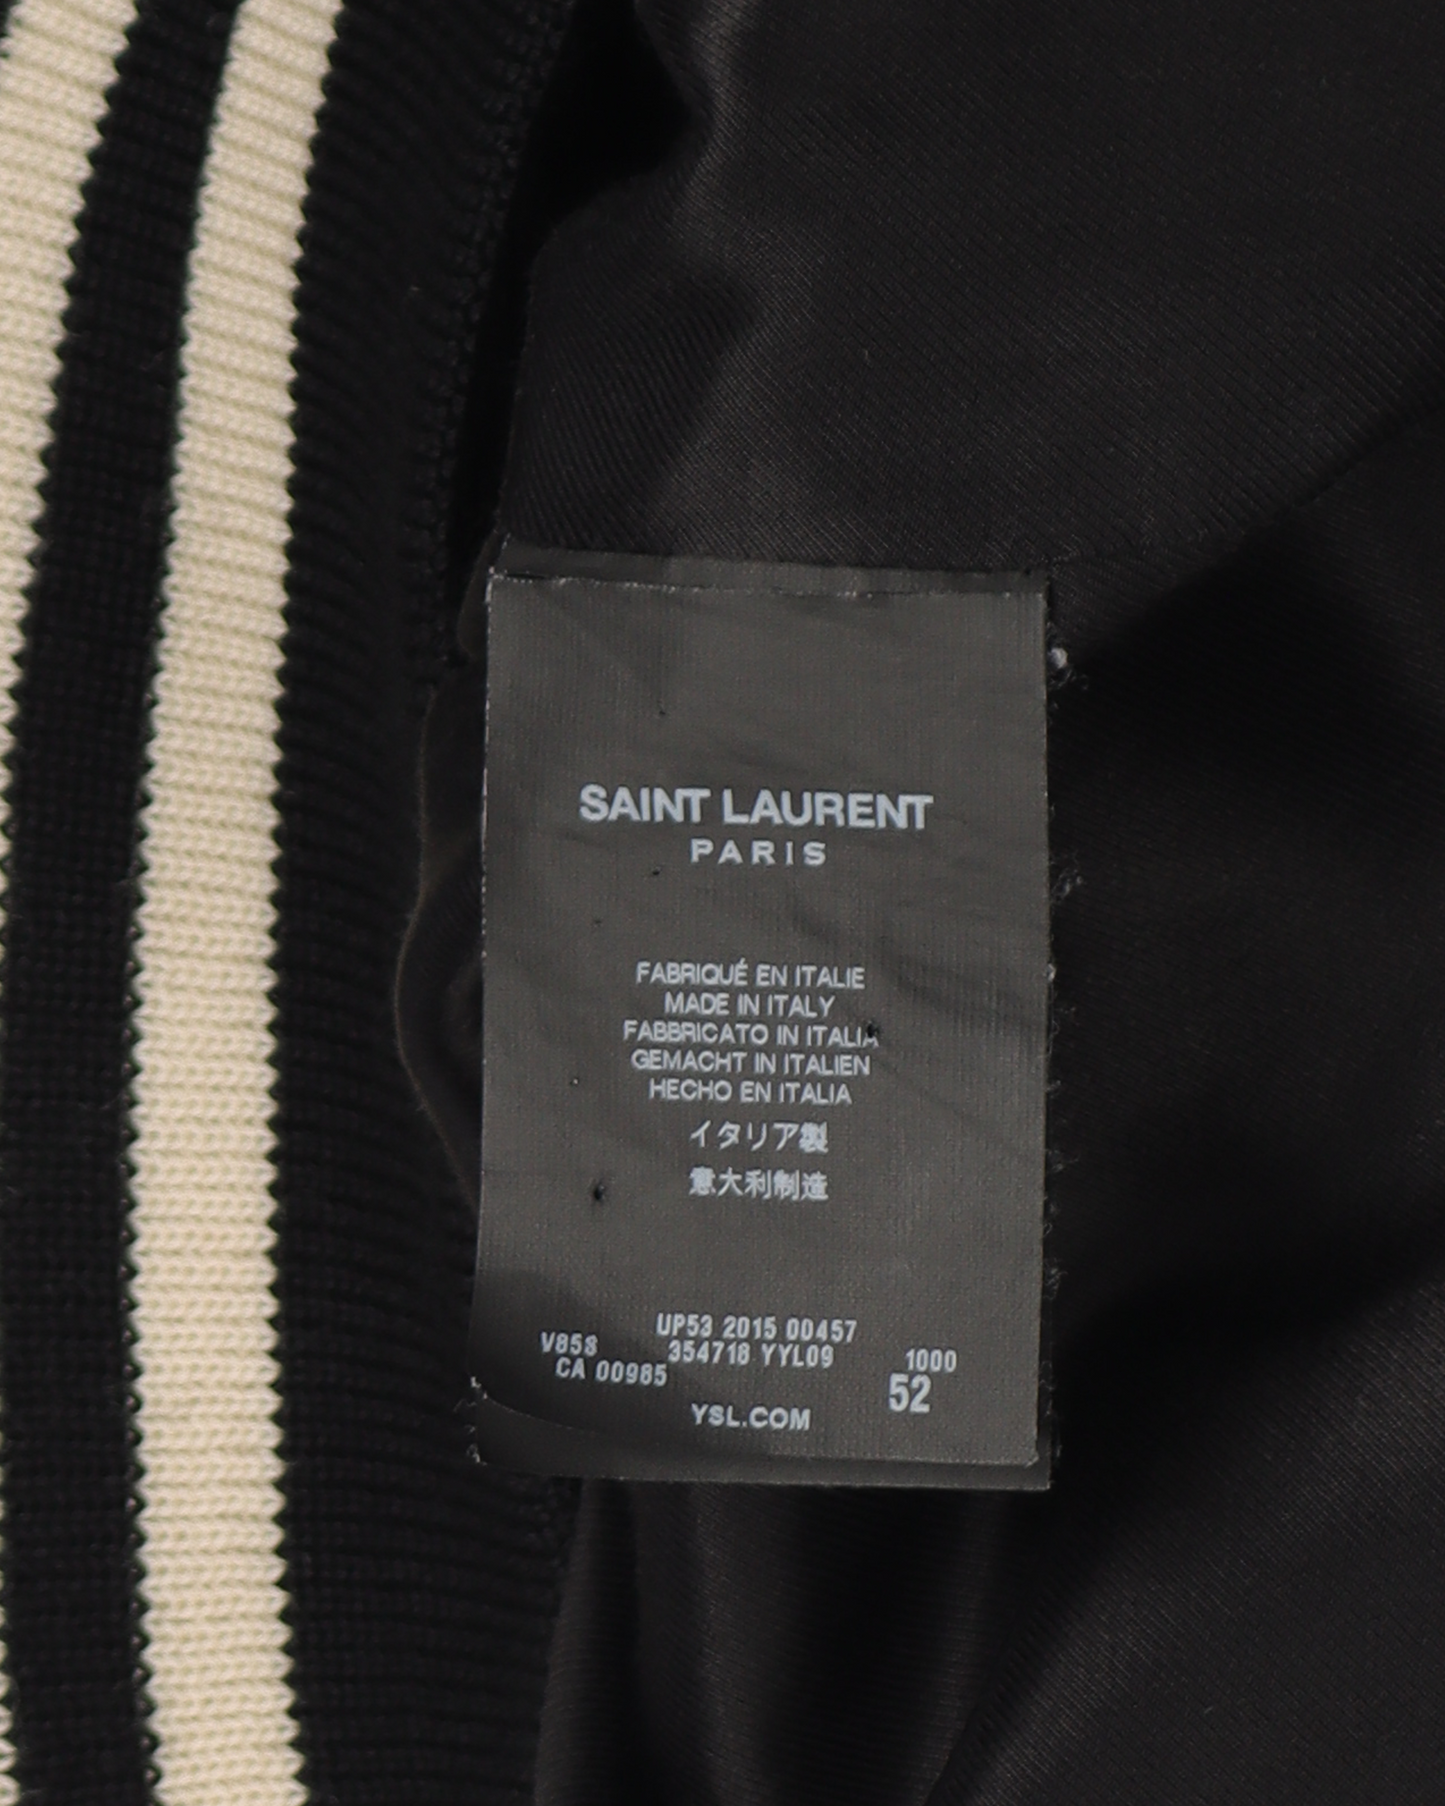 SAINT LAURENT
PARIS
FABRIQUÉ EN ITALIE
MADE IN ITALY
FABBRICATO IN ITALIA
GEMACHT IN ITALIEN
HECHO EN ITALIA
イタリア製
意大利制造
UP53 2015 00457
V858 354718 YYL09 1000
CA 00985 52
YSL.COM